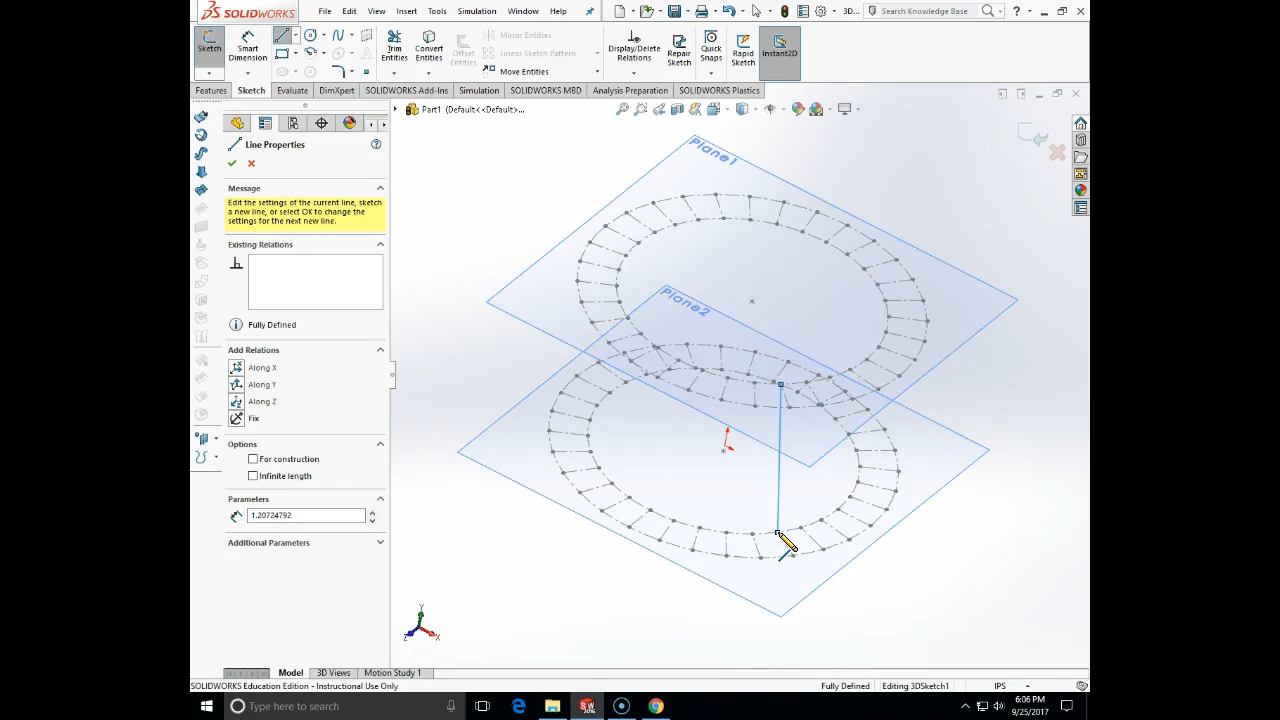 SOLIDWORKS File Edit View Insert Tools Simulation Window Help 3D... Search Knowledge Base ?
Sketch Smart Dimension Trim Entities Convert Entities Offset Entities Mirror Entities Linear Sketch Pattern Move Entities Display/Delete Relations Repair Sketch Quick Snaps Rapid Sketch Instant2D
Features Sketch Evaluate DimXpert SOLIDWORKS Add-Ins Simulation SOLIDWORKS MBD Analysis Preparation SOLIDWORKS Plastics
Part1 (Default<<Default>...
Line Properties
Message
Edit the settings of the current line, sketch
a new line, or select OK to change the
settings for the next new line.
Existing Relations
Fully Defined
Add Relations
Along X
Along Y
Along Z
Fix
Options
For construction
Infinite length
Parameters
1.20724792
Additional Parameters
Plane1
Plane2
Y
Z X
Model 3D Views Motion Study 1
SOLIDWORKS Education Edition - Instructional Use Only Fully Defined Editing 3DSketch1 IPS
Type here to search 6:06 PM
9/25/2017